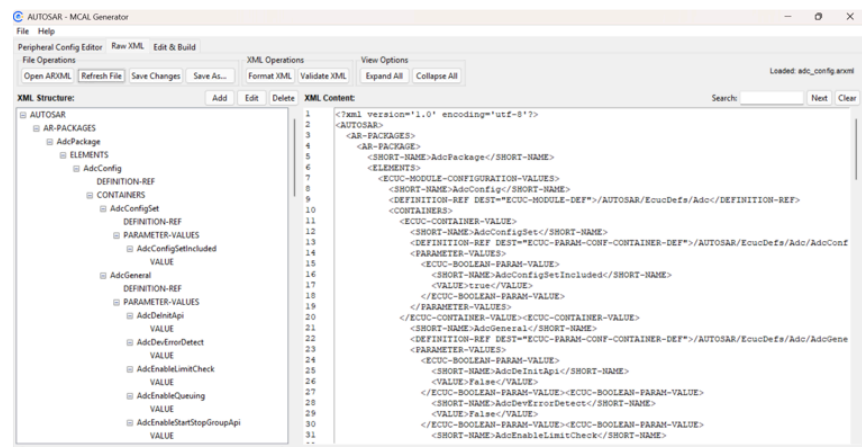 AUTOSAR - MCAL Generator
File Help
Peripheral Config Editor Raw XML Edit & Build
File Operations XML Operations View Options
Open ARXML Refresh File Save Changes Save As... Format XML Validate XML Expand All Collapse All
Loaded: adc_config.arxml
XML Structure: Add Edit Delete
AUTOSAR
AR-PACKAGES
AdcPackage
ELEMENTS
AdcConfig
DEFINITION-REF
CONTAINERS
AdcConfigSet
DEFINITION-REF
PARAMETER-VALUES
AdcConfigSetIncluded
VALUE
AdcGeneral
DEFINITION-REF
PARAMETER-VALUES
AdcDeInitApi
VALUE
AdcDevErrorDetect
VALUE
AdcEnableLimitCheck
VALUE
AdcEnableQueuing
VALUE
AdcEnableStartStopGroupApi
VALUE
XML Content: Search: Next Clear
1 <?xml version='1.0' encoding='utf-8'?>
2 <AUTOSAR>
3 <AR-PACKAGES>
4 <AR-PACKAGE>
5 <SHORT-NAME>AdcPackage</SHORT-NAME>
6 <ELEMENTS>
7 <ECUC-MODULE-CONFIGURATION-VALUES>
8 <SHORT-NAME>AdcConfig</SHORT-NAME>
9 <DEFINITION-REF DEST="ECUC-MODULE-DEF">/AUTOSAR/EcucDefs/Adc</DEFINITION-REF>
10 <CONTAINERS>
11 <ECUC-CONTAINER-VALUE>
12 <SHORT-NAME>AdcConfigSet</SHORT-NAME>
13 <DEFINITION-REF DEST="ECUC-PARAM-CONF-CONTAINER-DEF">/AUTOSAR/EcucDefs/Adc/AdcConf
14 <PARAMETER-VALUES>
15 <ECUC-BOOLEAN-PARAM-VALUE>
16 <SHORT-NAME>AdcConfigSetIncluded</SHORT-NAME>
17 <VALUE>true</VALUE>
18 </ECUC-BOOLEAN-PARAM-VALUE>
19 </PARAMETER-VALUES>
20 </ECUC-CONTAINER-VALUE><ECUC-CONTAINER-VALUE>
21 <SHORT-NAME>AdcGeneral</SHORT-NAME>
22 <DEFINITION-REF DEST="ECUC-PARAM-CONF-CONTAINER-DEF">/AUTOSAR/EcucDefs/Adc/AdcGene
23 <PARAMETER-VALUES>
24 <ECUC-BOOLEAN-PARAM-VALUE>
25 <SHORT-NAME>AdcDeInitApi</SHORT-NAME>
26 <VALUE>False</VALUE>
27 </ECUC-BOOLEAN-PARAM-VALUE><ECUC-BOOLEAN-PARAM-VALUE>
28 <SHORT-NAME>AdcDevErrorDetect</SHORT-NAME>
29 <VALUE>False</VALUE>
30 </ECUC-BOOLEAN-PARAM-VALUE><ECUC-BOOLEAN-PARAM-VALUE>
31 <SHORT-NAME>AdcEnableLimitCheck</SHORT-NAME>